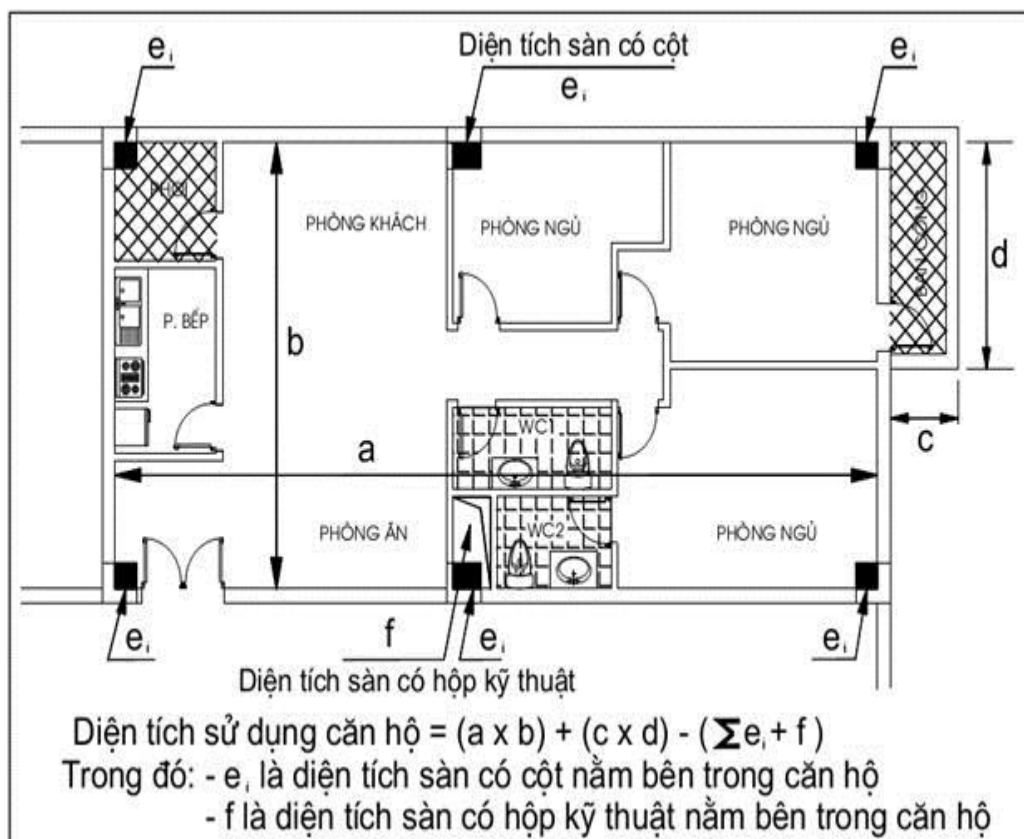 eᵢ
Diện tích sàn có cột
eᵢ
eᵢ
PHƠI
PHÒNG KHÁCH
PHÒNG NGỦ
PHÒNG NGỦ
BAN CÔNG
d
P. BẾP
b
c
a
WC1
PHÒNG ĂN
WC2
PHÒNG NGỦ
eᵢ
f
eᵢ
eᵢ
Diện tích sàn có hộp kỹ thuật
Diện tích sử dụng căn hộ = (a x b) + (c x d) - (∑eᵢ + f )
Trong đó: - eᵢ là diện tích sàn có cột nằm bên trong căn hộ
- f là diện tích sàn có hộp kỹ thuật nằm bên trong căn hộ